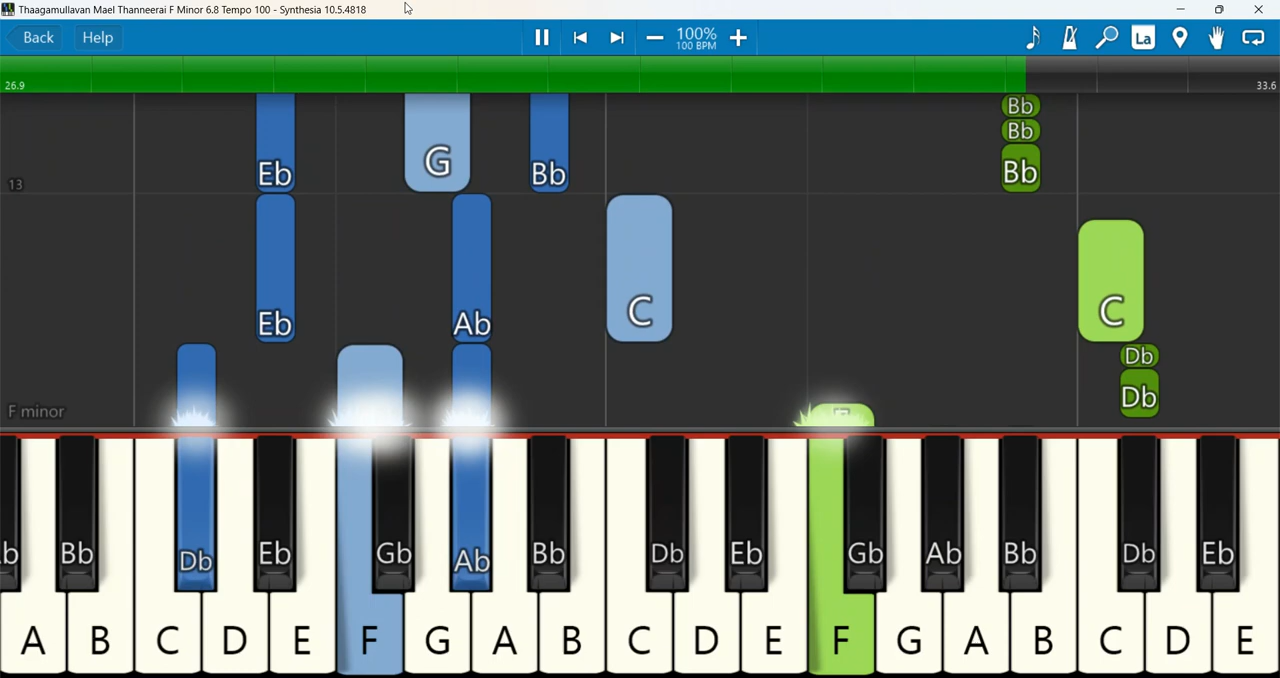 Thaagamullavan Mael Thanneerai F Minor 6.8 Tempo 100 - Synthesia 10.5.4818
Back Help 100% La
100 BPM
26.9 33.6
Bb
Bb
Eb G Bb Bb
13
Eb Ab C C
Db
F minor Db
Bb Db Eb Gb Ab Bb Db Eb Gb Ab Bb Db Eb
A B C D E F G A B C D E F G A B C D E